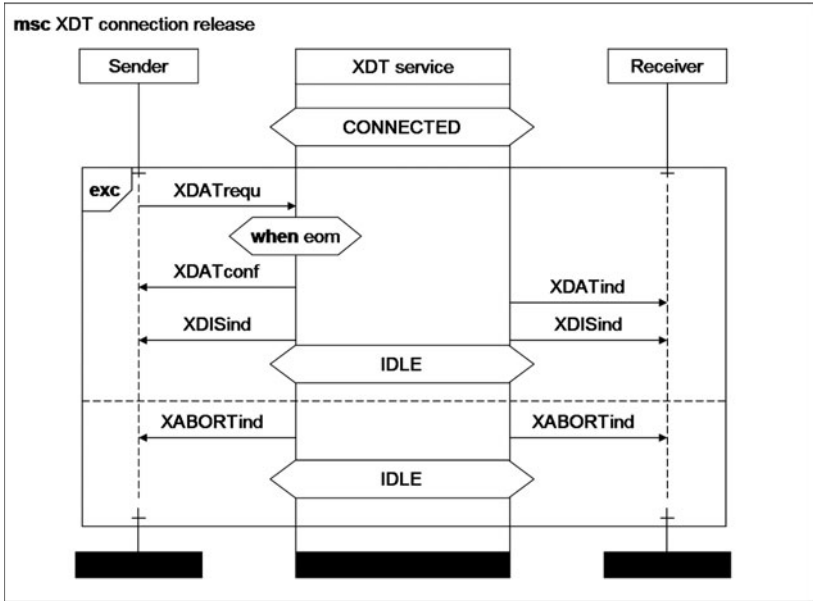 msc XDT connection release
Sender
XDT service
Receiver
CONNECTED
exc
XDATrequ
when eom
XDATconf
XDATind
XDISind
XDISind
IDLE
XABORTind
XABORTind
IDLE